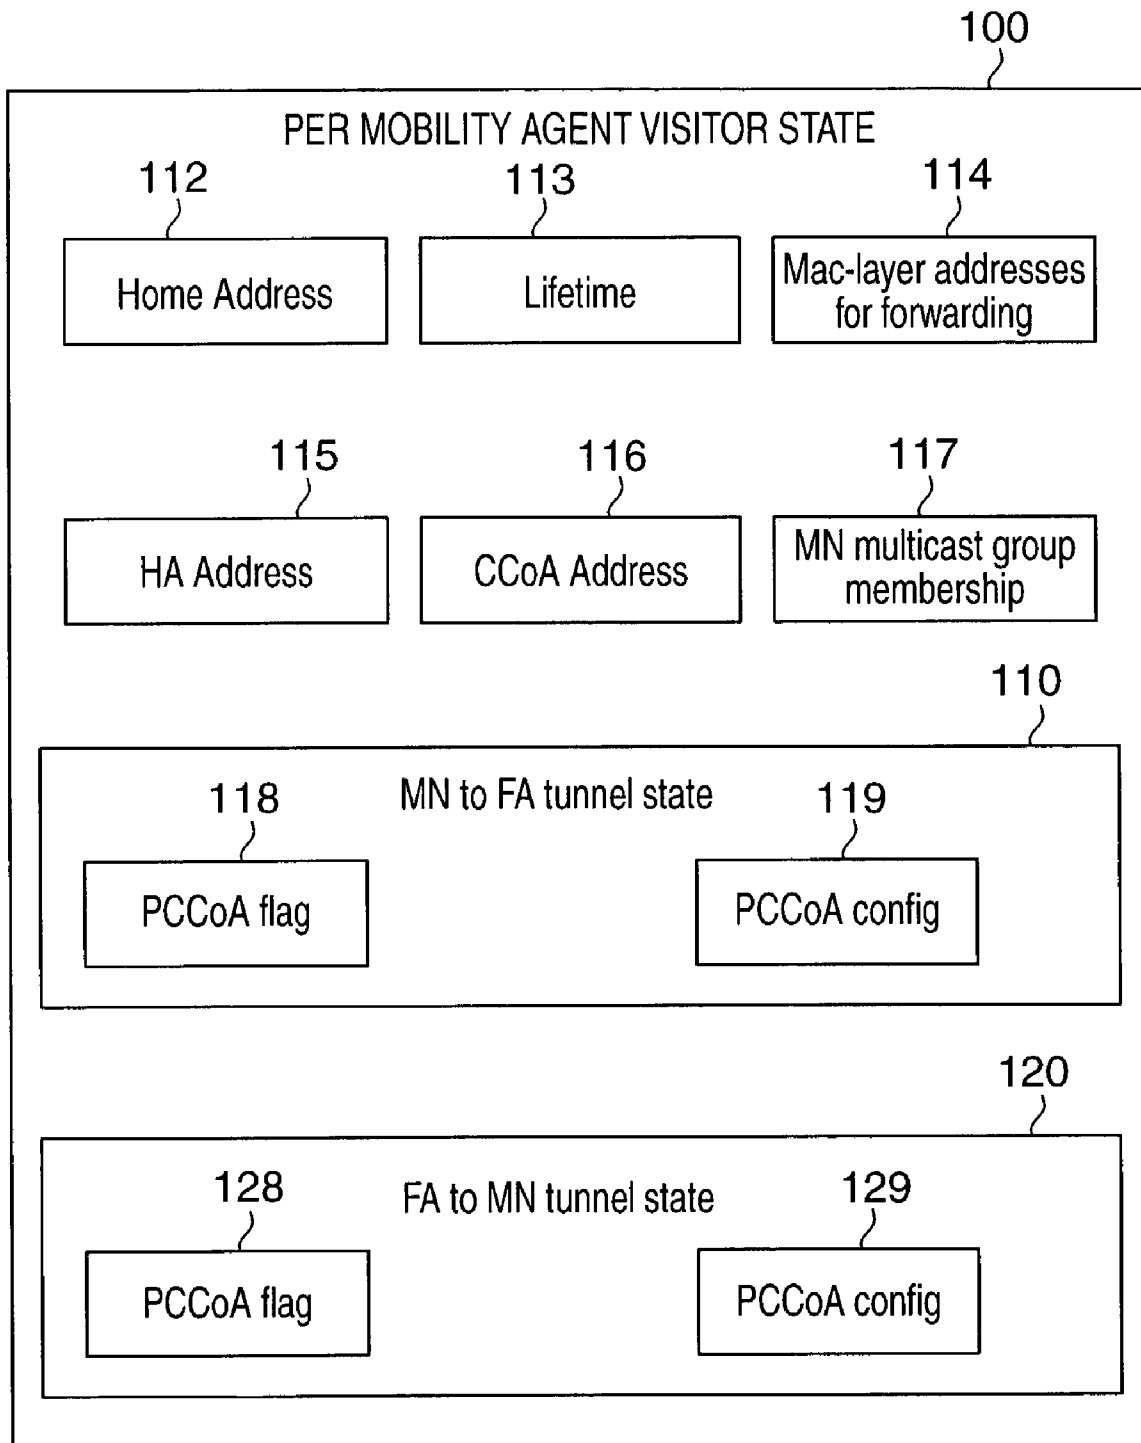 100
PER MOBILITY AGENT VISITOR STATE
112
113
114
Home Address
Lifetime
Mac-layer addresses
for forwarding
115
116
117
HA Address
CCoA Address
MN multicast group
membership
110
MN to FA tunnel state
118
119
PCCoA flag
PCCoA config
120
FA to MN tunnel state
128
129
PCCoA flag
PCCoA config